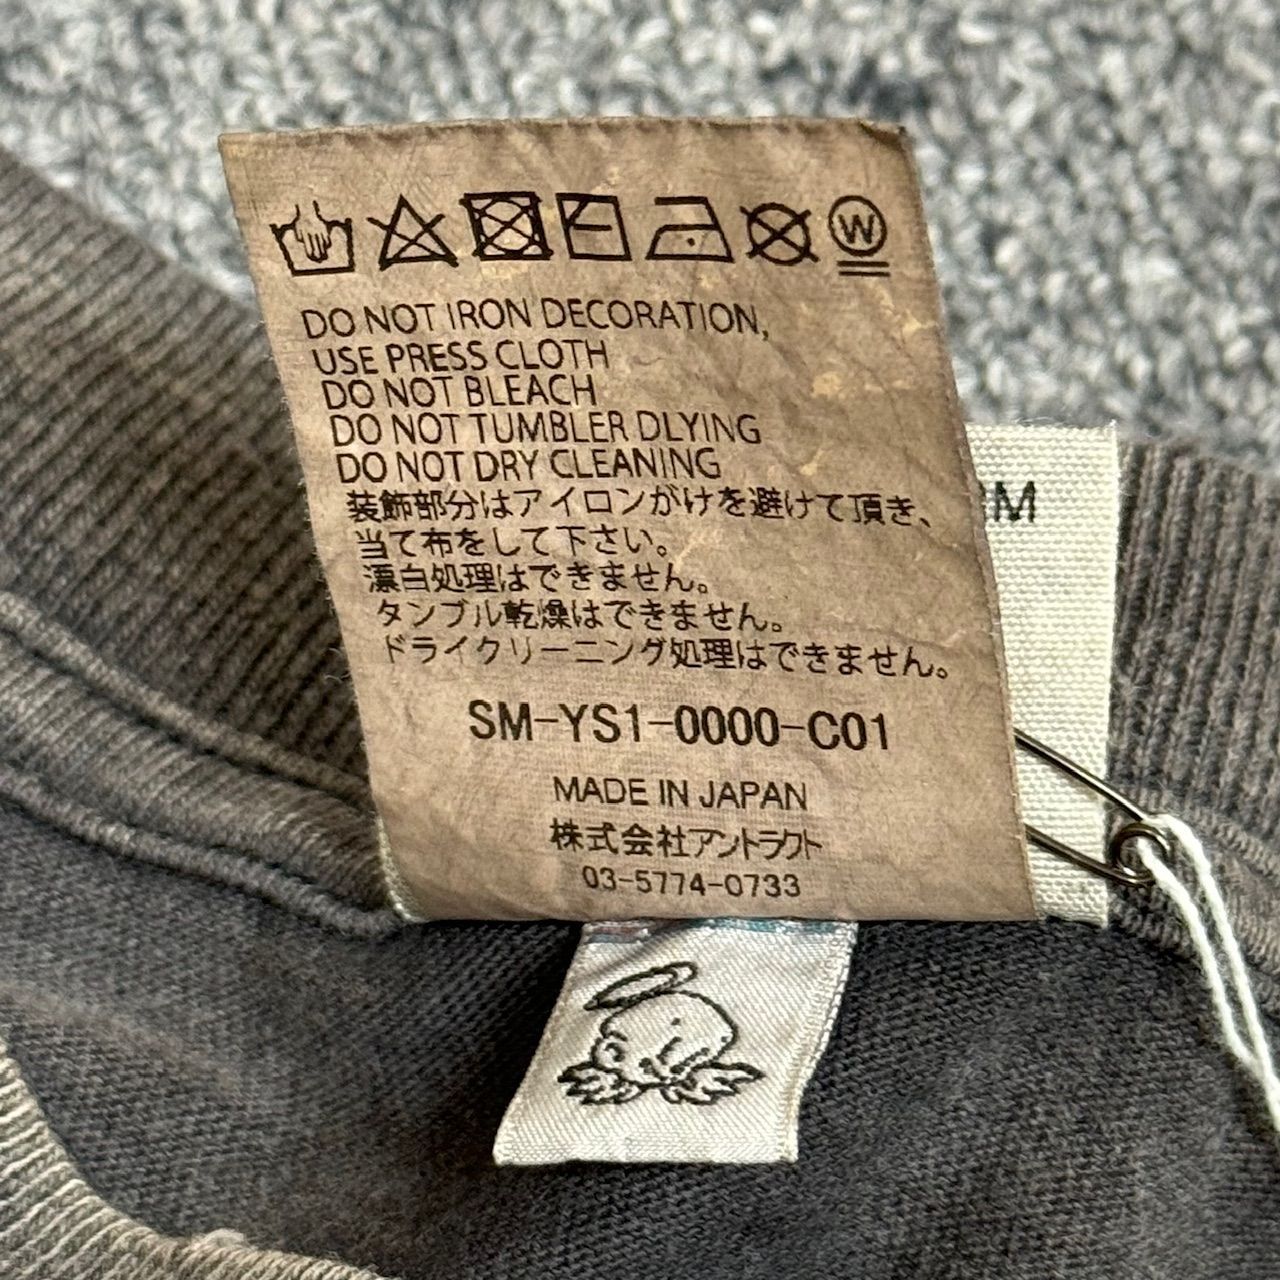 W
DO NOT IRON DECORATION,
USE PRESS CLOTH
DO NOT BLEACH
DO NOT TUMBLER DLYING
DO NOT DRY CLEANING
装飾部分はアイロンがけを避けて頂き、
当て布をして下さい。
漂白処理はできません。
タンブル乾燥はできません。
ドライクリーニング処理はできません。
SM-YS1-0000-C01
MADE IN JAPAN
株式会社アントラクト
03-5774-0733